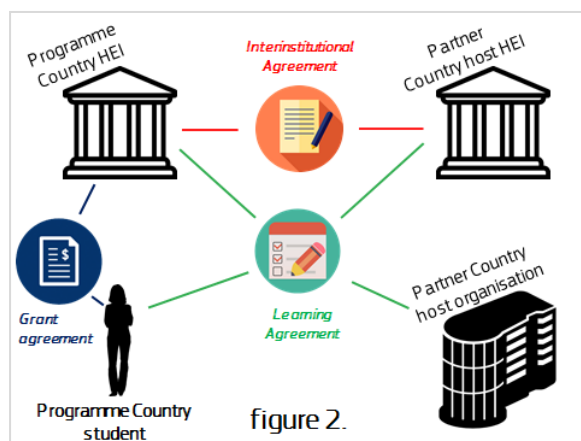 Programme
Country HEI
Interinstitutional
Agreement
Partner
Country host HEI
$
Grant
agreement
Learning
Agreement
Partner Country
host organisation
Programme Country
student
figure 2.